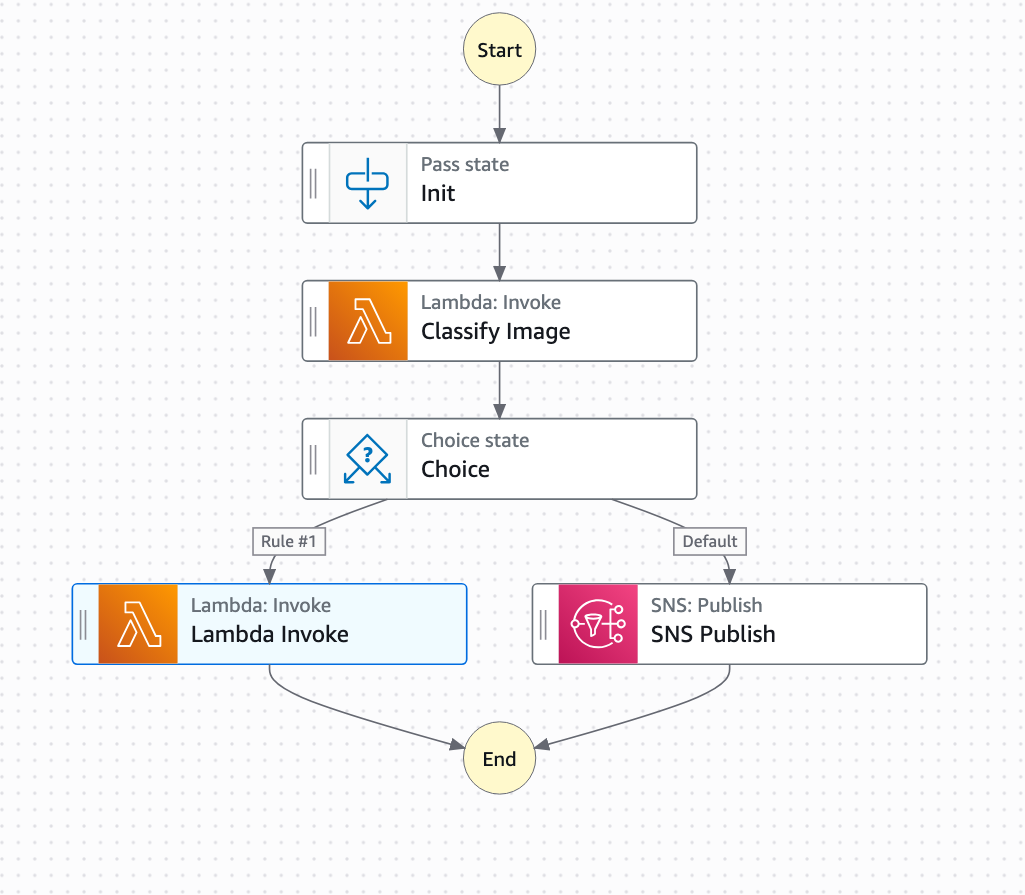 Start
Pass state
Init
Lambda: Invoke
Classify Image
Choice state
?
Choice
Rule #1
Default
Lambda: Invoke
Lambda Invoke
SNS: Publish
SNS Publish
End